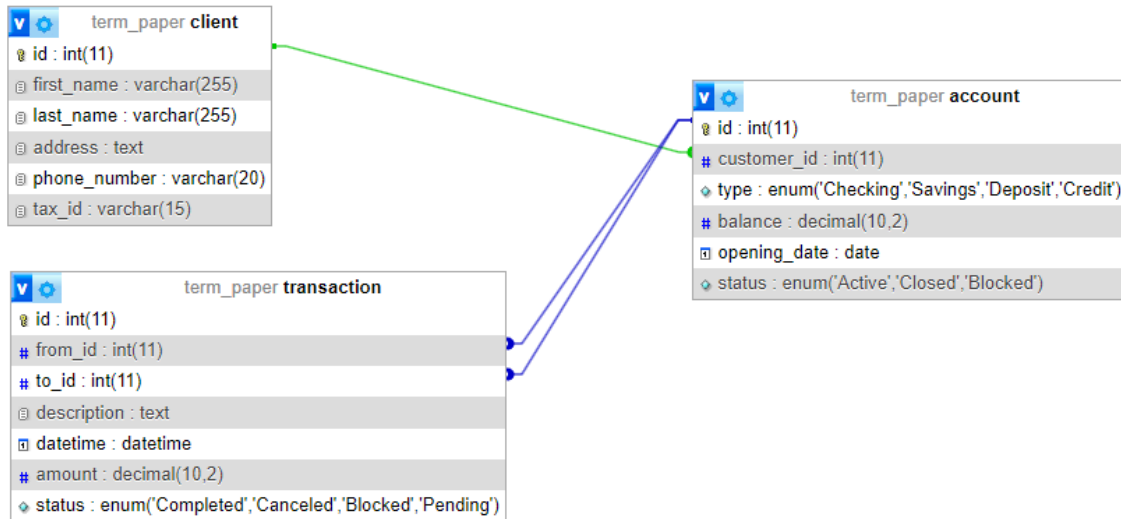 term_paper client
id : int(11)
first_name : varchar(255)
last_name : varchar(255)
address : text
phone_number : varchar(20)
tax_id : varchar(15)
term_paper account
id : int(11)
customer_id : int(11)
type : enum('Checking','Savings','Deposit','Credit')
balance : decimal(10,2)
opening_date : date
status : enum('Active','Closed','Blocked')
term_paper transaction
id : int(11)
from_id : int(11)
to_id : int(11)
description : text
datetime : datetime
amount : decimal(10,2)
status : enum('Completed','Canceled','Blocked','Pending')